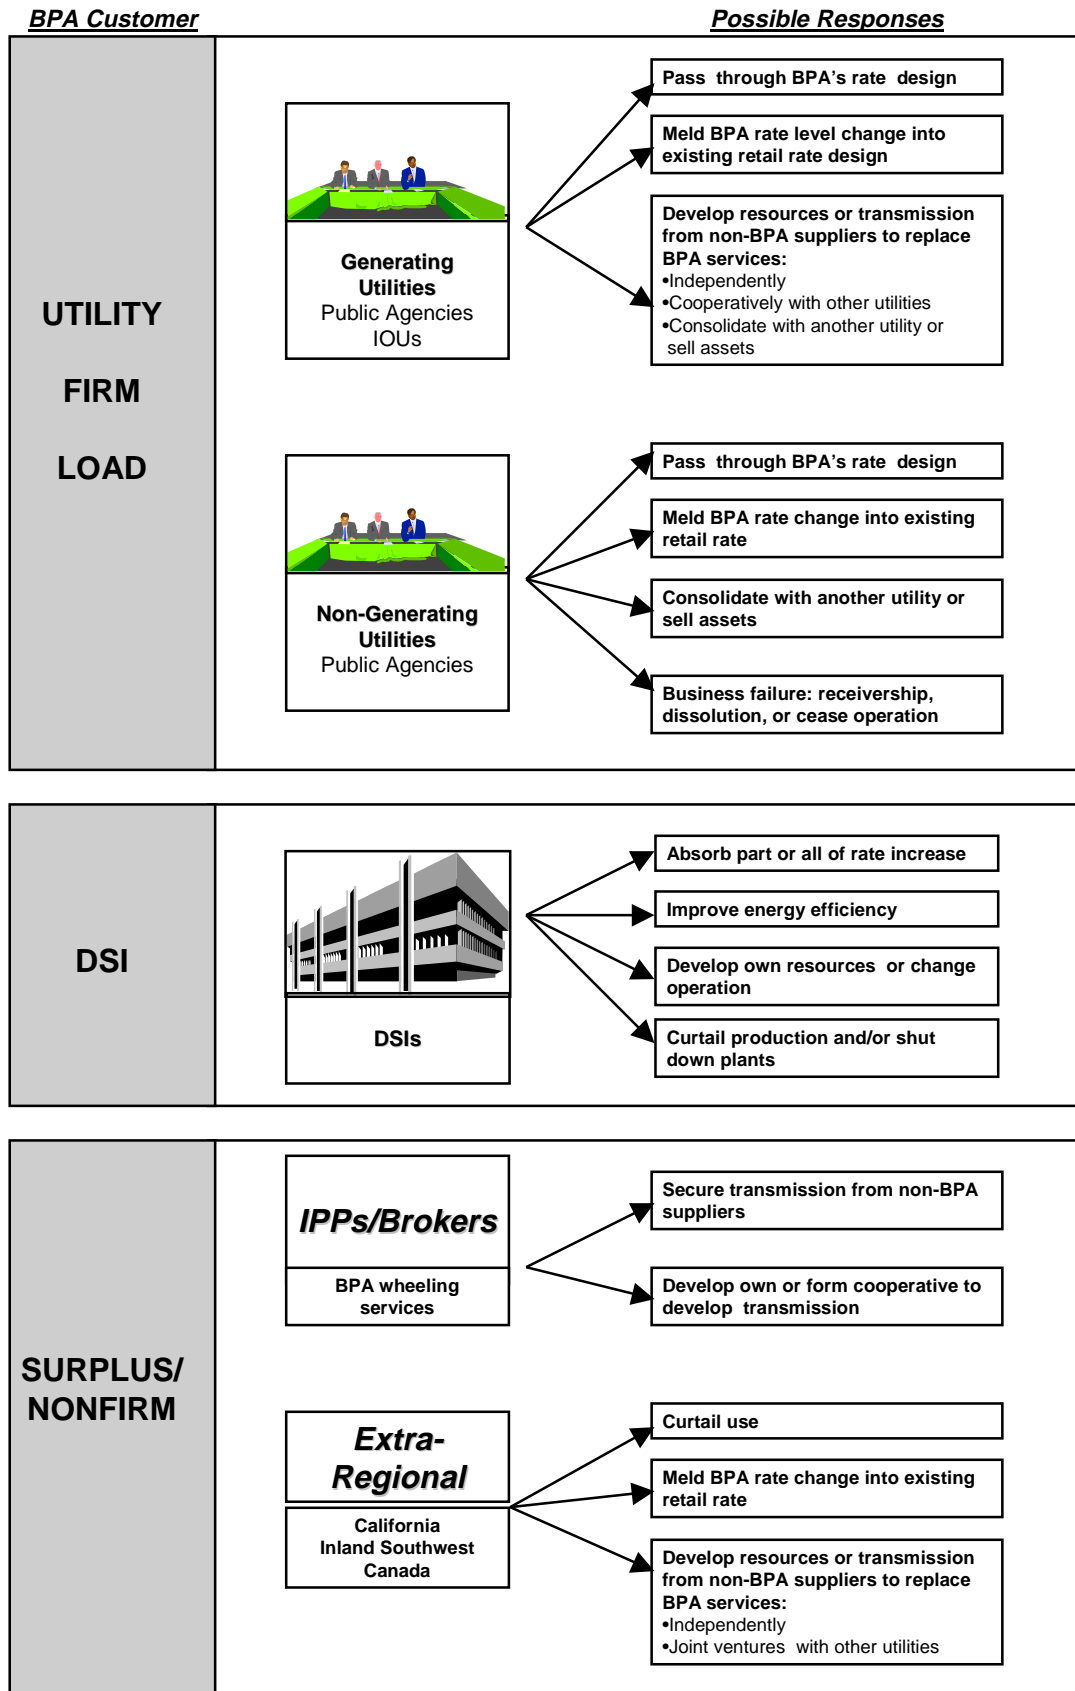 BPA Customer
Possible Responses
UTILITY
FIRM
LOAD
Generating
Utilities
Public Agencies
IOUs
Pass through BPA's rate design
Meld BPA rate level change into
existing retail rate design
Develop resources or transmission
from non-BPA suppliers to replace
BPA services:
•Independently
•Cooperatively with other utilities
•Consolidate with another utility or
sell assets
Non-Generating
Utilities
Public Agencies
Pass through BPA's rate design
Meld BPA rate change into existing
retail rate
Consolidate with another utility or
sell assets
Business failure: receivership,
dissolution, or cease operation
DSI
DSIs
Absorb part or all of rate increase
Improve energy efficiency
Develop own resources or change
operation
Curtail production and/or shut
down plants
SURPLUS/
NONFIRM
IPPs/Brokers
BPA wheeling
services
Secure transmission from non-BPA
suppliers
Develop own or form cooperative to
develop transmission
Extra-
Regional
California
Inland Southwest
Canada
Curtail use
Meld BPA rate change into existing
retail rate
Develop resources or transmission
from non-BPA suppliers to replace
BPA services:
•Independently
•Joint ventures with other utilities